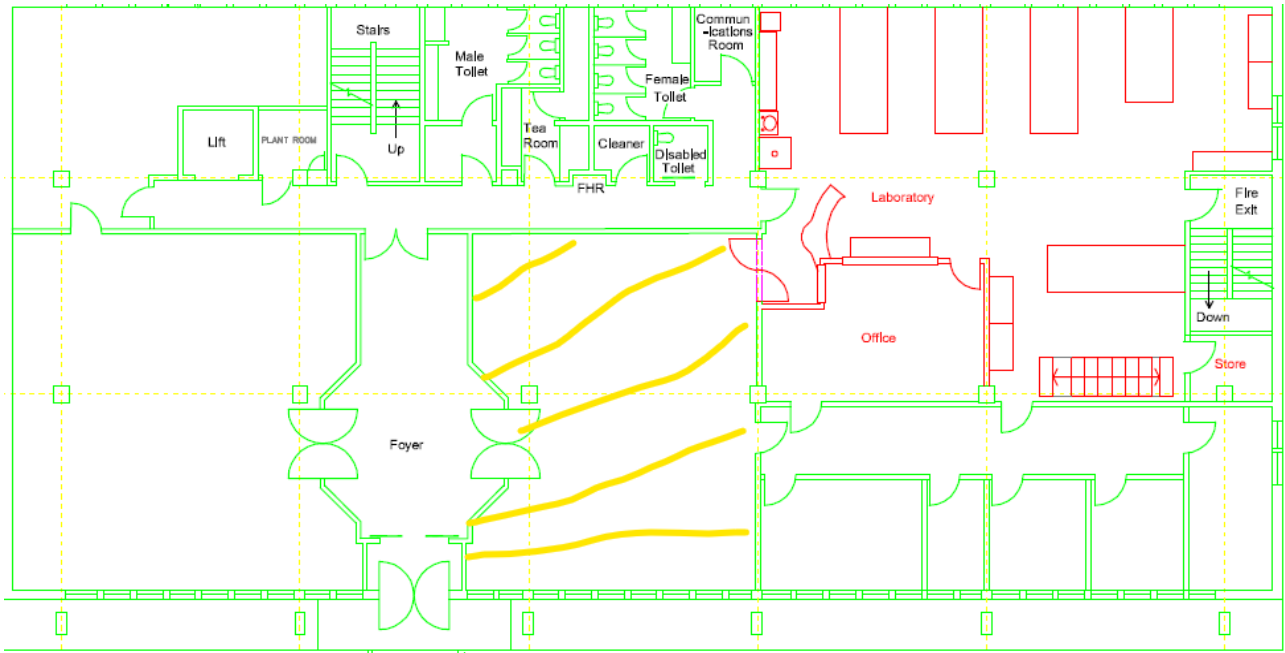 Stairs
Commun
-ications
Room
Male
Toilet
Female
Toilet
Lift
PLANT ROOM
Up
Tea
Room
Cleaner
Disabled
Toilet
FHR
Laboratory
Fire
Exit
Down
Office
Store
Foyer